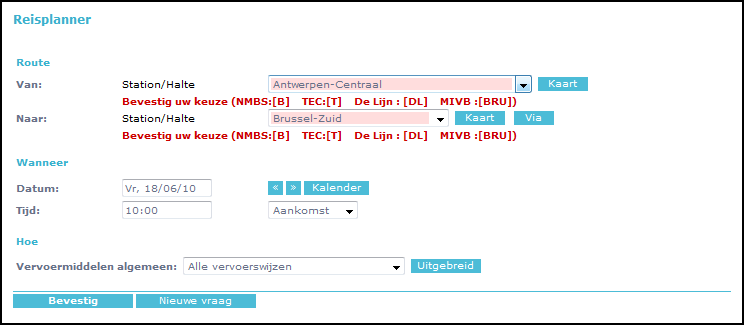 Reisplanner
Route
Van: Station/Halte Antwerpen-Centraal Kaart
Bevestig uw keuze (NMBS:[B] TEC:[T] De Lijn : [DL] MIVB :[BRU])
Naar: Station/Halte Brussel-Zuid Kaart Via
Bevestig uw keuze (NMBS:[B] TEC:[T] De Lijn : [DL] MIVB :[BRU])
Wanneer
Datum: Vr, 18/06/10 « » Kalender
Tijd: 10:00 Aankomst
Hoe
Vervoermiddelen algemeen: Alle vervoerswijzen Uitgebreid
Bevestig Nieuwe vraag